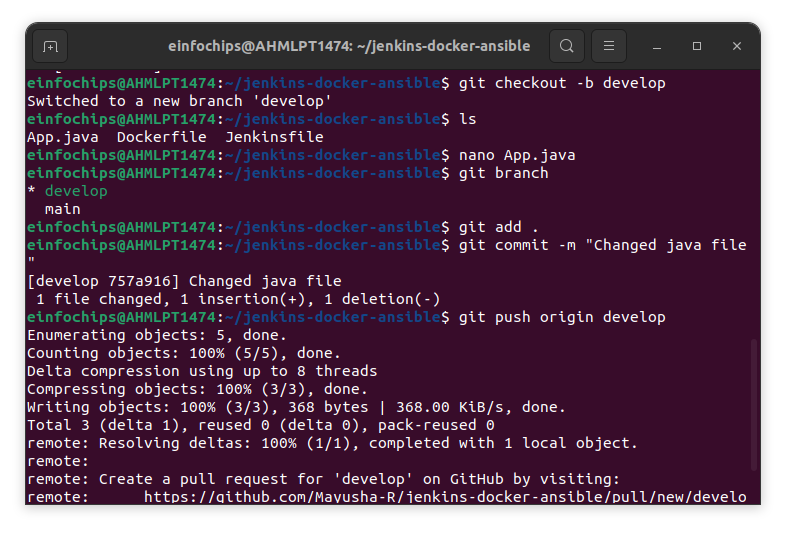 einfochips@AHMLPT1474: ~/jenkins-docker-ansible
einfochips@AHMLPT1474:~/jenkins-docker-ansible$ git checkout -b develop
Switched to a new branch 'develop'
einfochips@AHMLPT1474:~/jenkins-docker-ansible$ ls
App.java  Dockerfile  Jenkinsfile
einfochips@AHMLPT1474:~/jenkins-docker-ansible$ nano App.java
einfochips@AHMLPT1474:~/jenkins-docker-ansible$ git branch
* develop
  main
einfochips@AHMLPT1474:~/jenkins-docker-ansible$ git add .
einfochips@AHMLPT1474:~/jenkins-docker-ansible$ git commit -m "Changed java file
"
[develop 757a916] Changed java file
 1 file changed, 1 insertion(+), 1 deletion(-)
einfochips@AHMLPT1474:~/jenkins-docker-ansible$ git push origin develop
Enumerating objects: 5, done.
Counting objects: 100% (5/5), done.
Delta compression using up to 8 threads
Compressing objects: 100% (3/3), done.
Writing objects: 100% (3/3), 368 bytes | 368.00 KiB/s, done.
Total 3 (delta 1), reused 0 (delta 0), pack-reused 0
remote: Resolving deltas: 100% (1/1), completed with 1 local object.
remote:
remote: Create a pull request for 'develop' on GitHub by visiting:
remote:      https://github.com/Mayusha-R/jenkins-docker-ansible/pull/new/develo